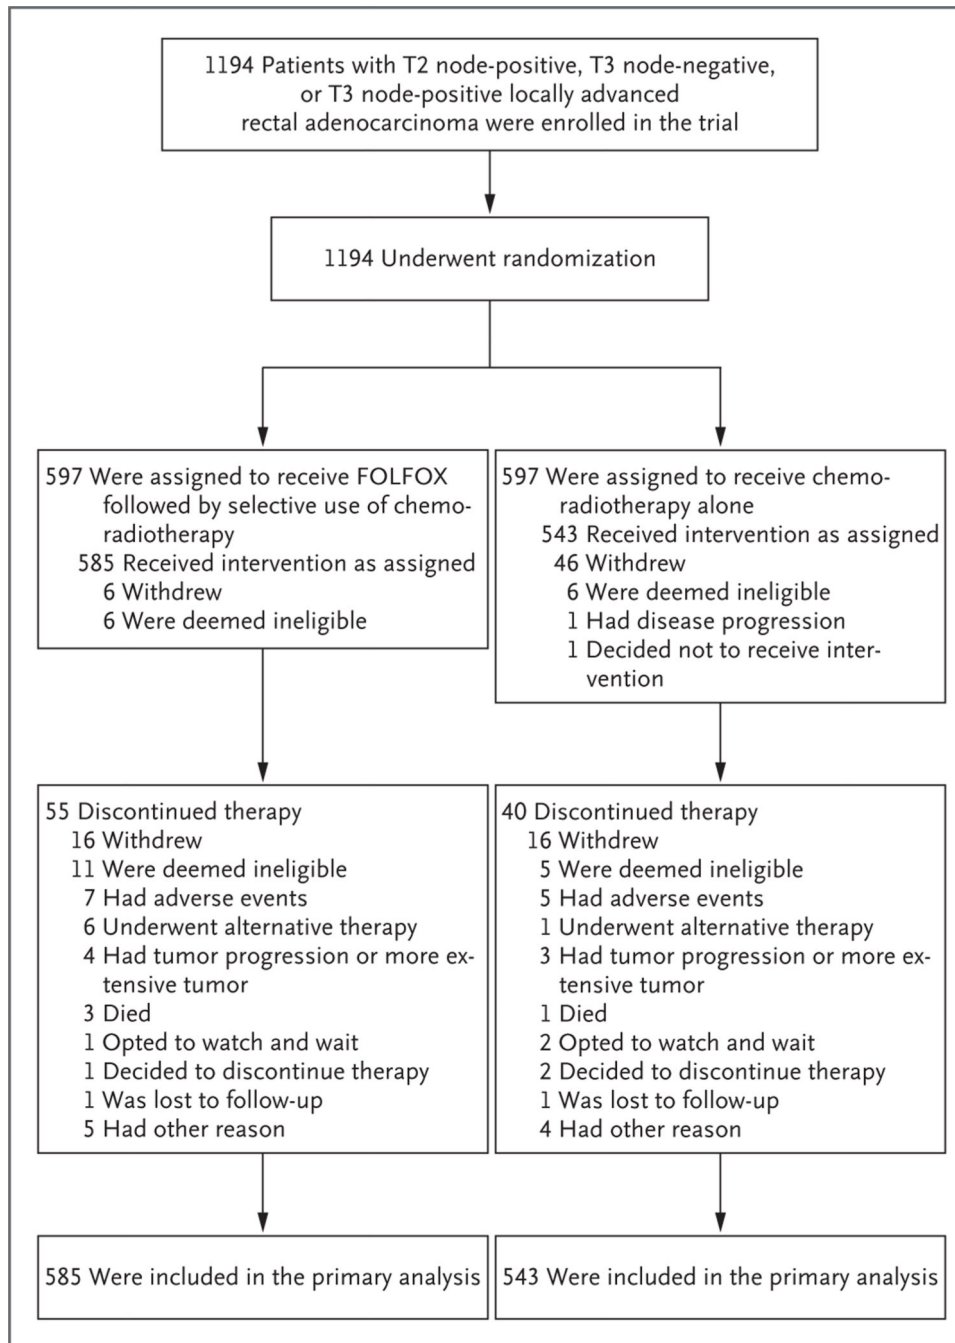 1194 Patients with T2 node-positive, T3 node-negative,
or T3 node-positive locally advanced
rectal adenocarcinoma were enrolled in the trial
1194 Underwent randomization
597 Were assigned to receive FOLFOX
followed by selective use of chemo-
radiotherapy
585 Received intervention as assigned
6 Withdrew
6 Were deemed ineligible
597 Were assigned to receive chemo-
radiotherapy alone
543 Received intervention as assigned
46 Withdrew
6 Were deemed ineligible
1 Had disease progression
1 Decided not to receive inter-
vention
55 Discontinued therapy
16 Withdrew
11 Were deemed ineligible
7 Had adverse events
6 Underwent alternative therapy
4 Had tumor progression or more ex-
tensive tumor
3 Died
1 Opted to watch and wait
1 Decided to discontinue therapy
1 Was lost to follow-up
5 Had other reason
40 Discontinued therapy
16 Withdrew
5 Were deemed ineligible
5 Had adverse events
1 Underwent alternative therapy
3 Had tumor progression or more ex-
tensive tumor
1 Died
2 Opted to watch and wait
2 Decided to discontinue therapy
1 Was lost to follow-up
4 Had other reason
585 Were included in the primary analysis
543 Were included in the primary analysis